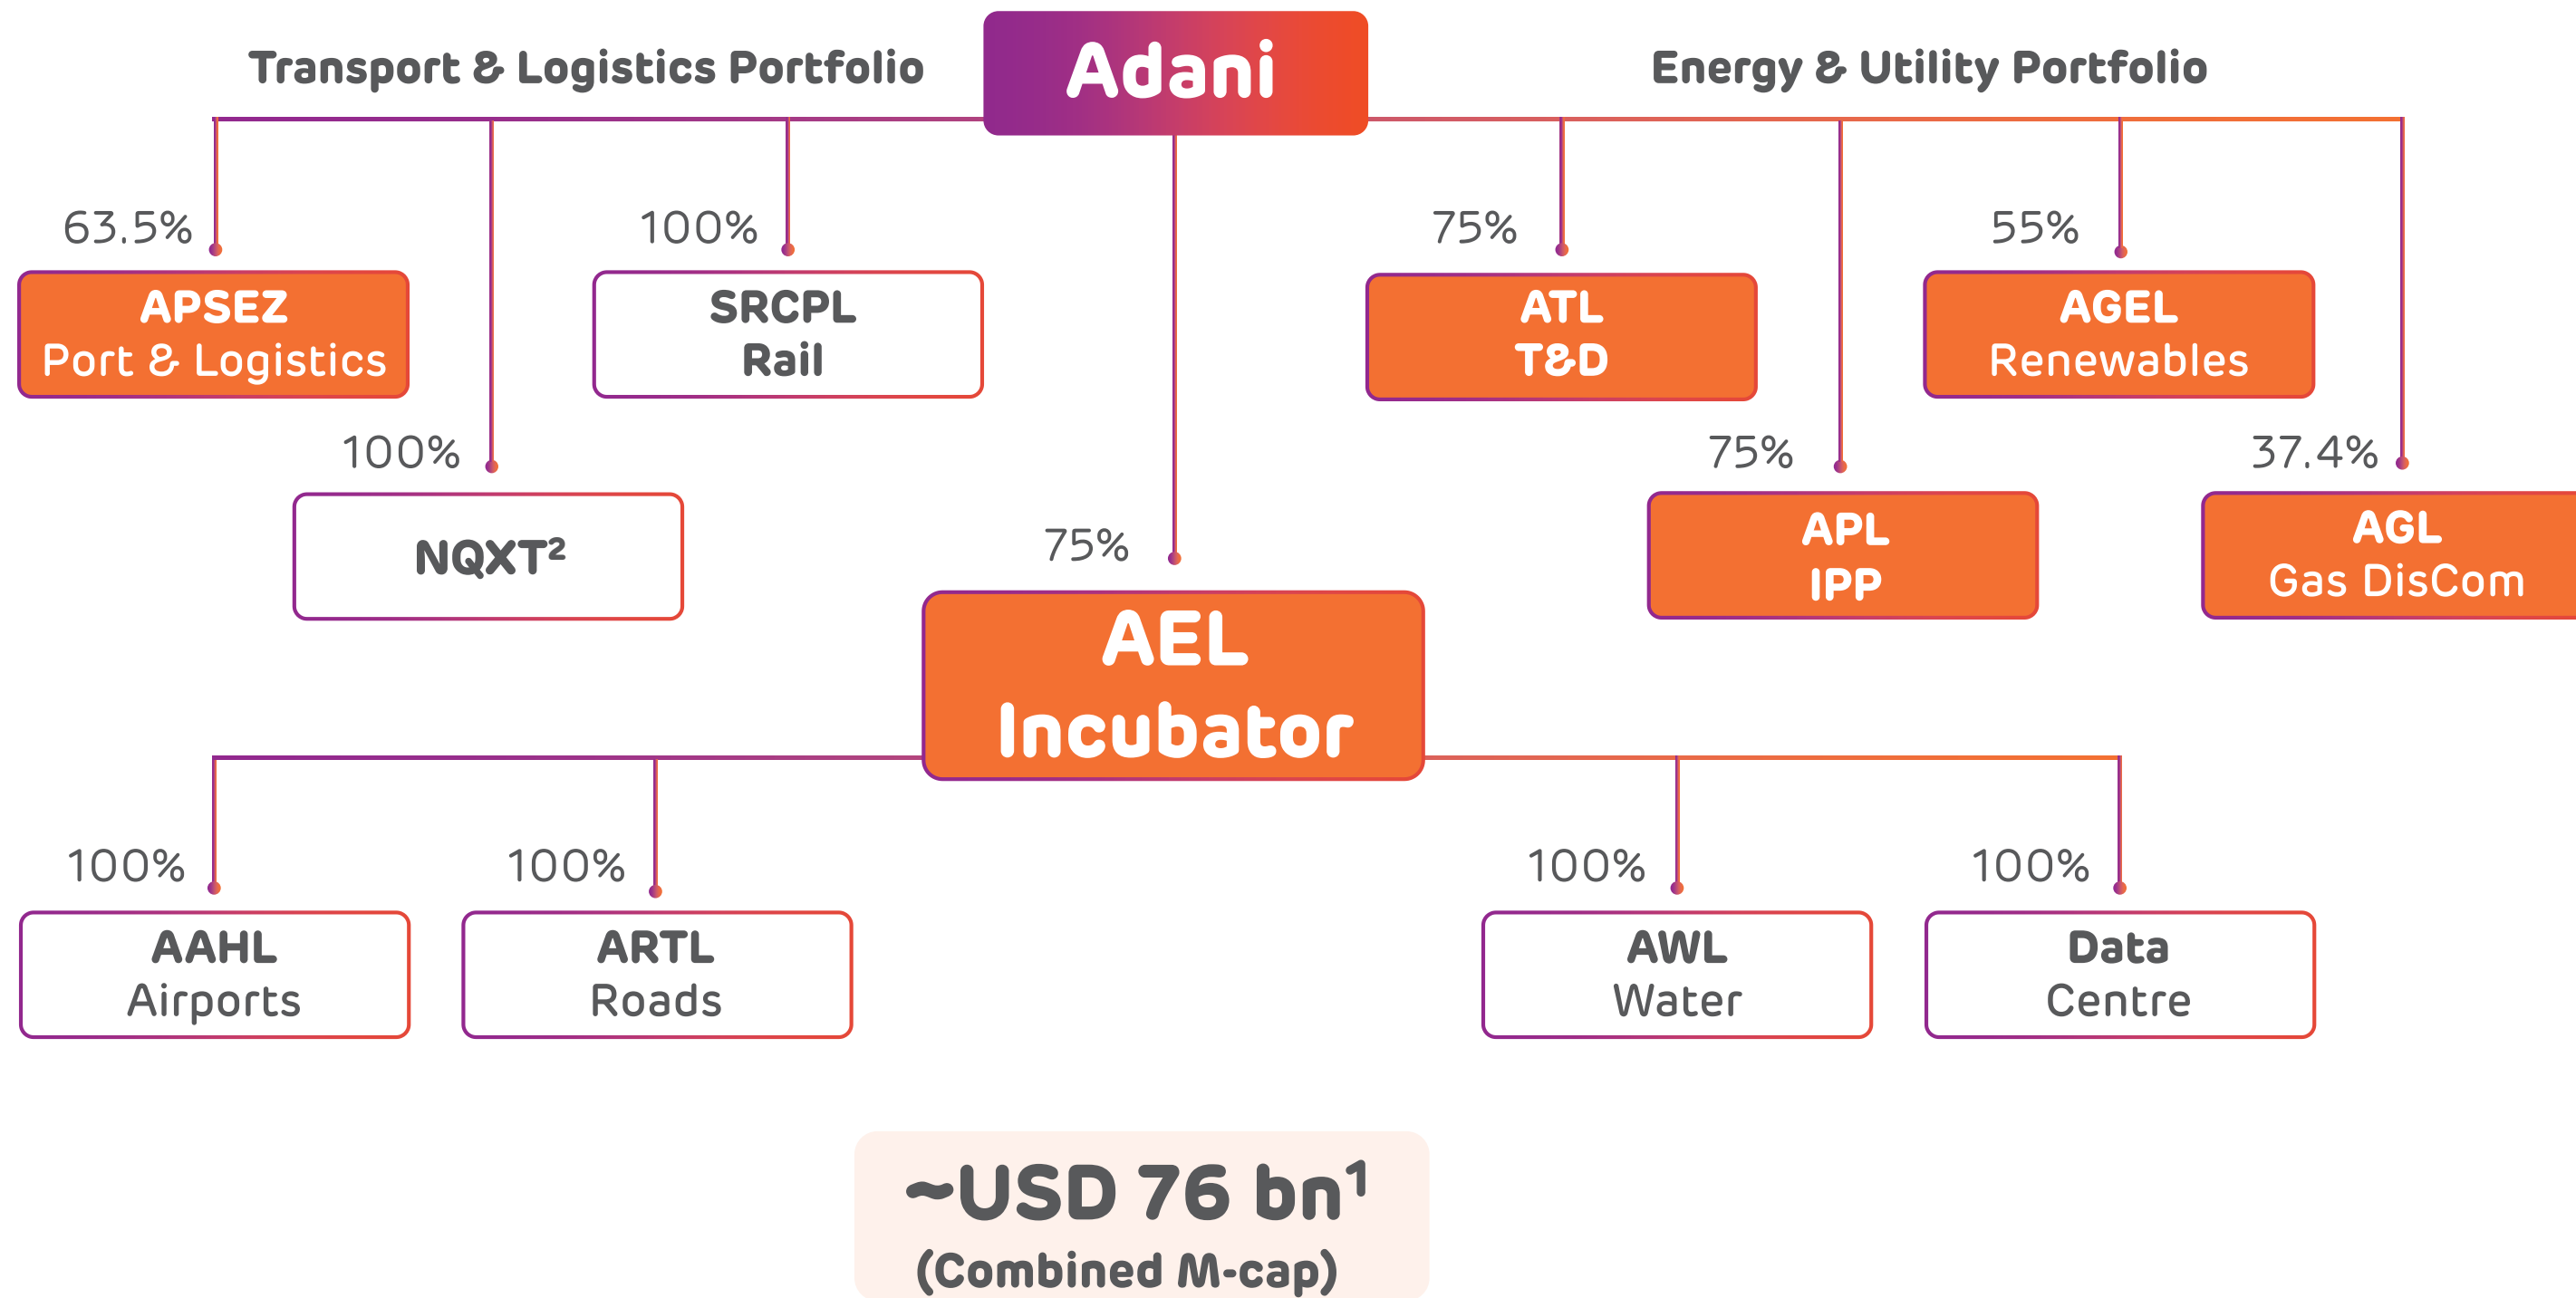 Adani
Transport & Logistics Portfolio
Energy & Utility Portfolio
63.5%
APSEZ
Port & Logistics
100%
NQXT²
100%
SRCPL
Rail
75%
ATL
T&D
75%
APL
IPP
55%
AGEL
Renewables
37.4%
AGL
Gas DisCom
75%
AEL
Incubator
100%
AAHL
Airports
100%
ARTL
Roads
100%
AWL
Water
100%
Data
Centre
~USD 76 bn¹
(Combined M-cap)